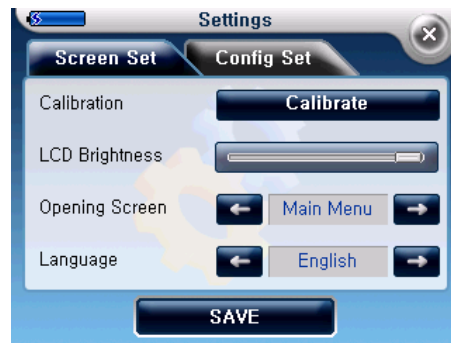 Settings
Screen Set Config Set
Calibration Calibrate
LCD Brightness
Opening Screen Main Menu
Language English
SAVE